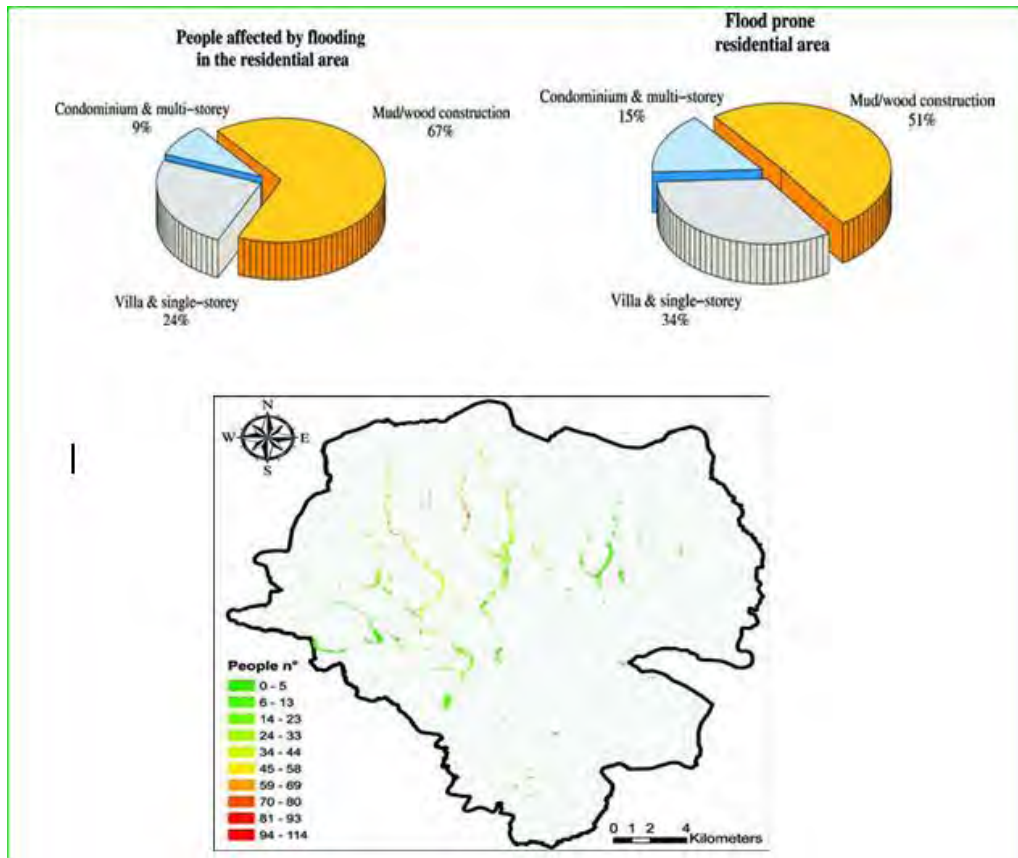 People affected by flooding
in the residential area
Condominium & multi-storey
9%
Mud/wood construction
67%
Villa & single-storey
24%
Flood prone
residential area
Condominium & multi-storey
15%
Mud/wood construction
51%
Villa & single-storey
34%
N
W E
S
People n°
0 - 5
6 - 13
14 - 23
24 - 33
34 - 44
45 - 58
59 - 69
70 - 80
81 - 93
94 - 114
0 1 2 4
Kilometers